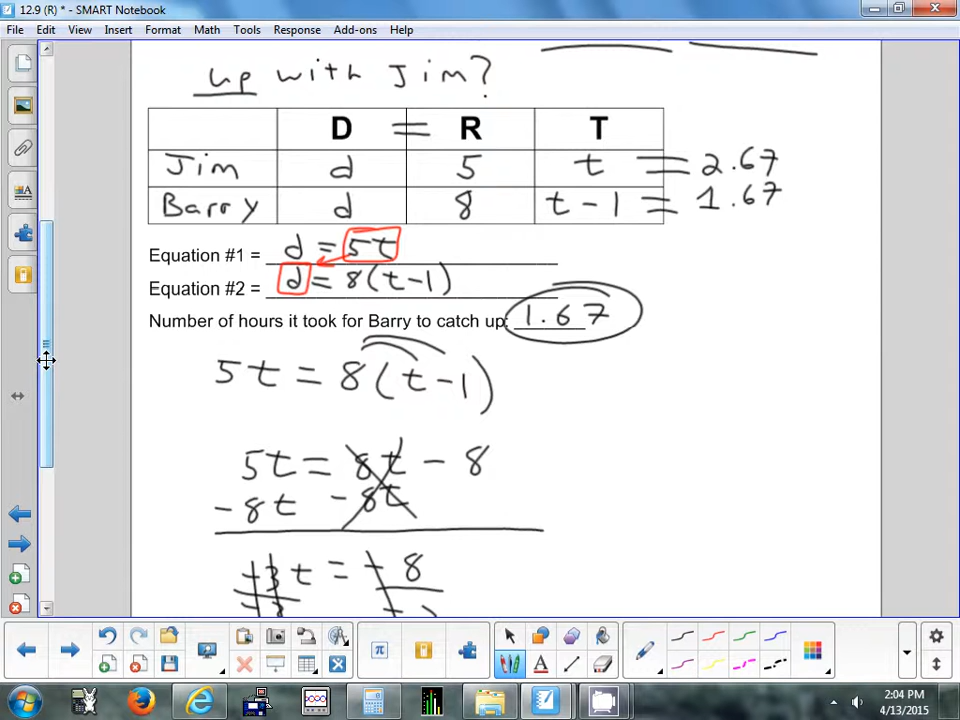 12.9 (R) * - SMART Notebook
File Edit View Insert Format Math Tools Response Add-ons Help
up with Jim?
D = R T
Jim d 5 t = 2.67
Barry d 8 t - 1 = 1.67
Equation #1 = d = 5t
Equation #2 = d = 8(t-1)
Number of hours it took for Barry to catch up: 1.67
5t = 8(t-1)
5t = 8t - 8
-8t -8t
-3t = -8
-3
2:04 PM
4/13/2015